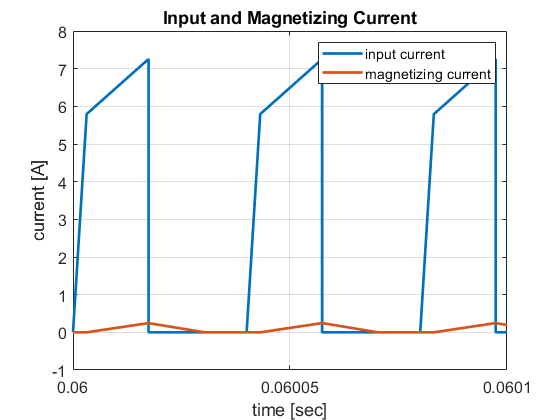 Input and Magnetizing Current
8
7
6
5
4
3
2
1
0
-1
current [A]
input current
magnetizing current
0.06
0.06005
0.0601
time [sec]